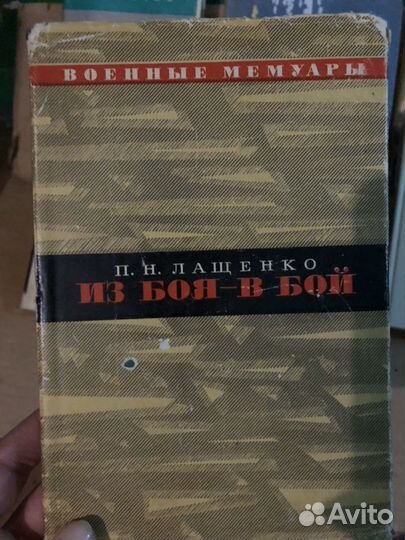 ВОЕННЫЕ МЕМУАРЫ
П. Н. ЛАЩЕНКО
ИЗ БОЯ–В БОЙ
Avito